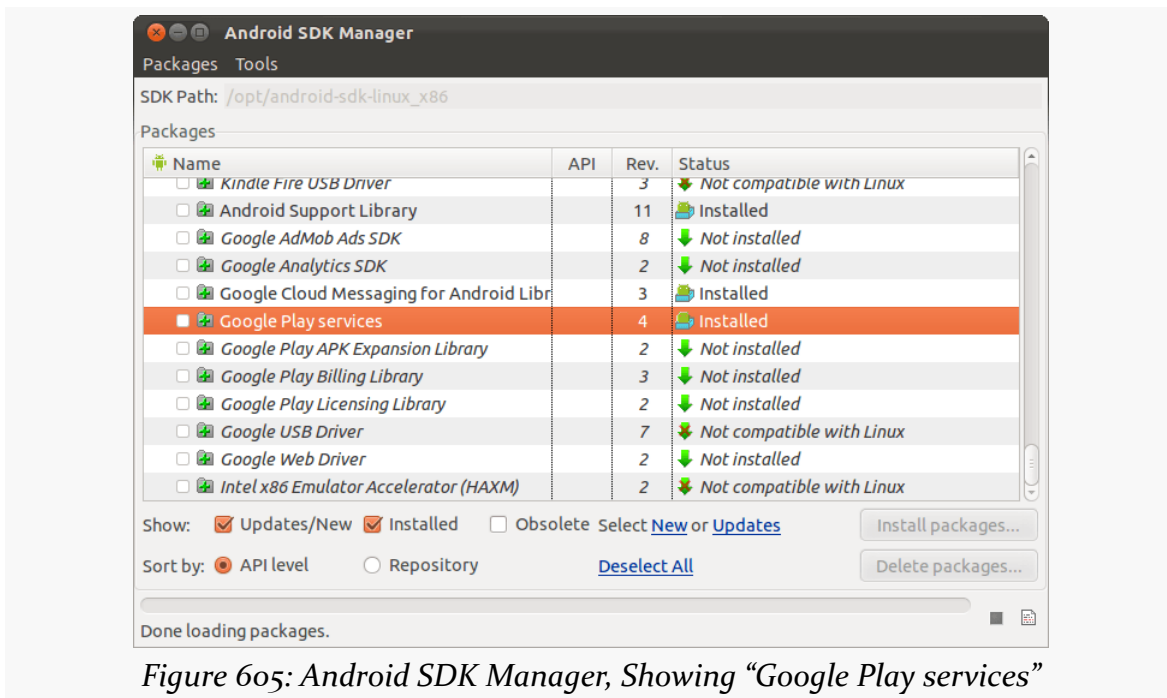 Android SDK Manager
Packages Tools
SDK Path: /opt/android-sdk-linux_x86
Packages
Name API Rev. Status
Kindle Fire USB Driver 3 Not compatible with Linux
Android Support Library 11 Installed
Google AdMob Ads SDK 8 Not installed
Google Analytics SDK 2 Not installed
Google Cloud Messaging for Android Libr 3 Installed
Google Play services 4 Installed
Google Play APK Expansion Library 2 Not installed
Google Play Billing Library 3 Not installed
Google Play Licensing Library 2 Not installed
Google USB Driver 7 Not compatible with Linux
Google Web Driver 2 Not installed
Intel x86 Emulator Accelerator (HAXM) 2 Not compatible with Linux
Show: Updates/New Installed Obsolete Select New or Updates Install packages...
Sort by: API level Repository Deselect All Delete packages...
Done loading packages.
Figure 605: Android SDK Manager, Showing “Google Play services”